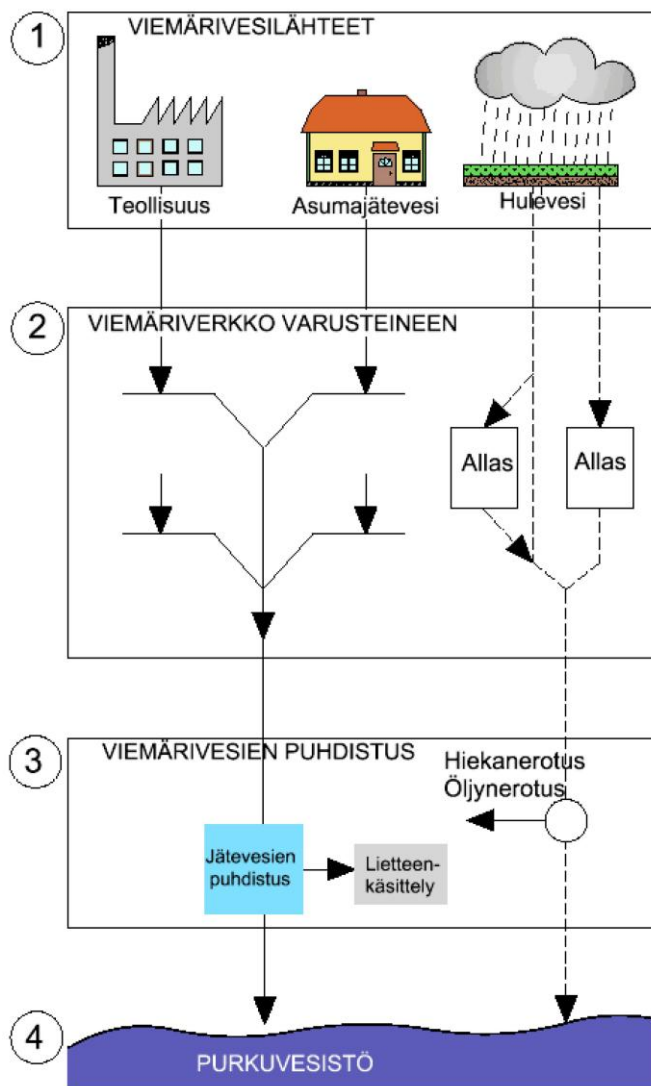 1
VIEMÄRIVESILÄHTEET
Teollisuus
Asumajätevesi
Hulevesi
2
VIEMÄRIVERKKO VARUSTEINEEN
Allas
Allas
3
VIEMÄRIVESIEN PUHDISTUS
Hiekanerotus
Öljynerotus
Jätevesien
puhdistus
Lietteen-
käsittely
4
PURKUVESISTÖ